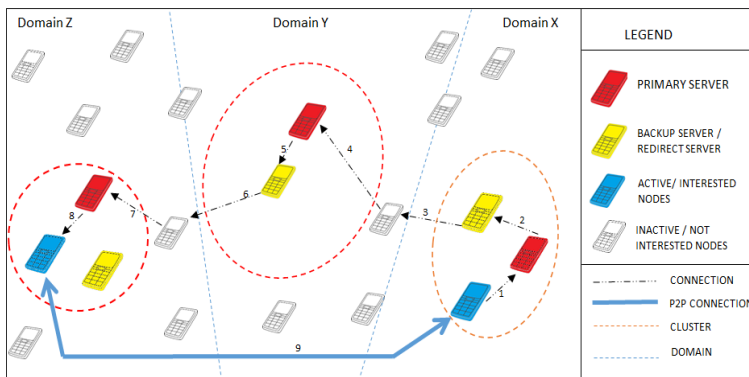 Domain Z
Domain Y
Domain X
5
4
6
3
2
7
8
1
9
LEGEND
PRIMARY SERVER
BACKUP SERVER /
REDIRECT SERVER
ACTIVE/ INTERESTED
NODES
INACTIVE / NOT
INTERESTED NODES
CONNECTION
P2P CONNECTION
CLUSTER
DOMAIN